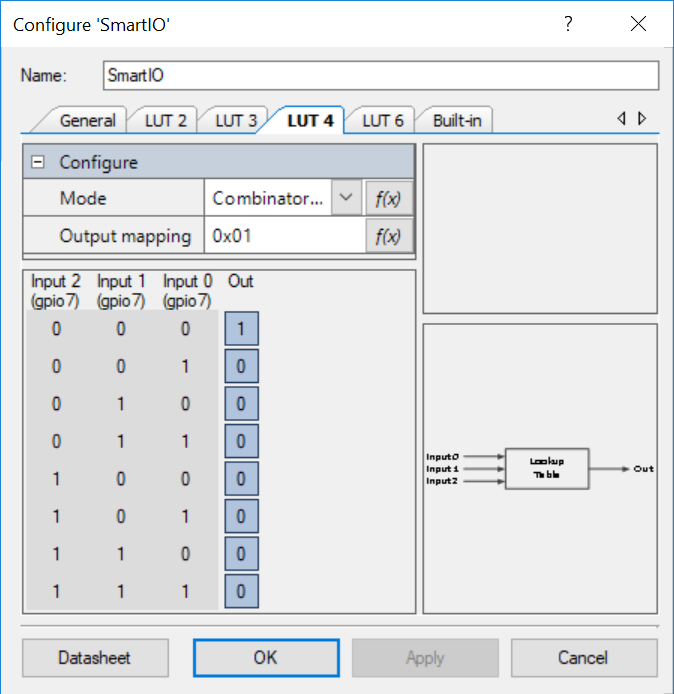 Configure 'SmartIO'
?
Name: SmartIO
General LUT 2 LUT 3 LUT 4 LUT 6 Built-in
Configure
Mode Combinator... f(x)
Output mapping 0x01 f(x)
Input 2 Input 1 Input 0 Out
(gpio7) (gpio7) (gpio7)
0 0 0 1
0 0 1 0
0 1 0 0
0 1 1 0
1 0 0 0
1 0 1 0
1 1 0 0
1 1 1 0
Input0
Input1
Input2
Lookup
Table
Out
Datasheet OK Apply Cancel